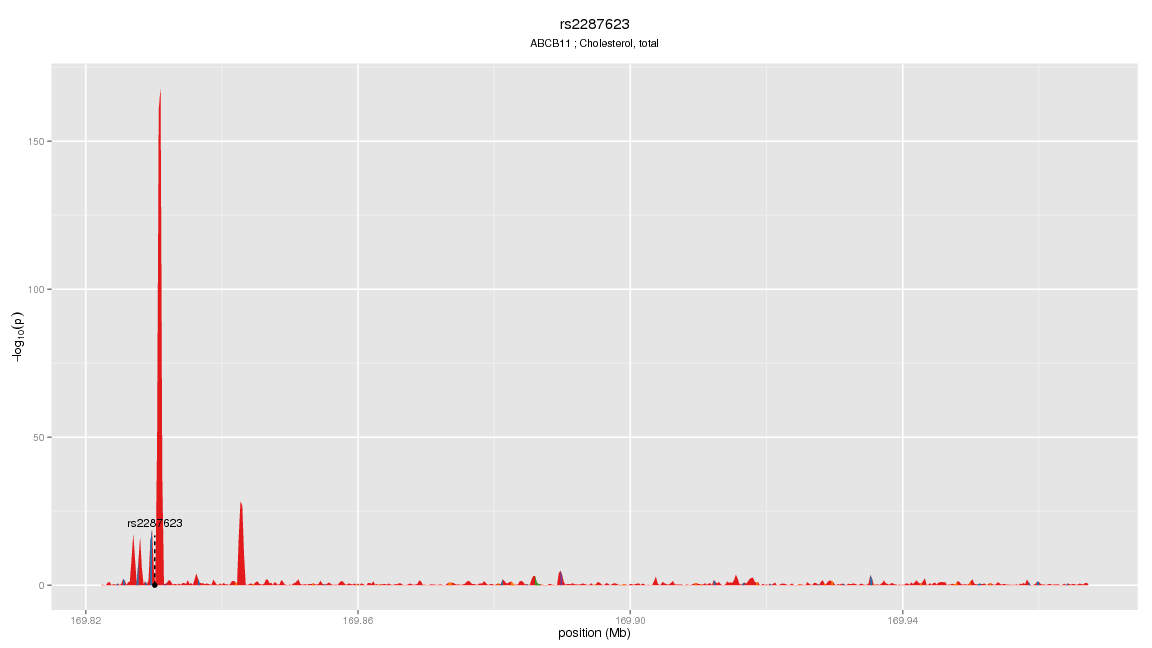 rs2287623
ABCB11 ; Cholesterol, total
−log10(p)
150
100
50
0
rs2287623
169.82
169.86
169.90
169.94
position (Mb)